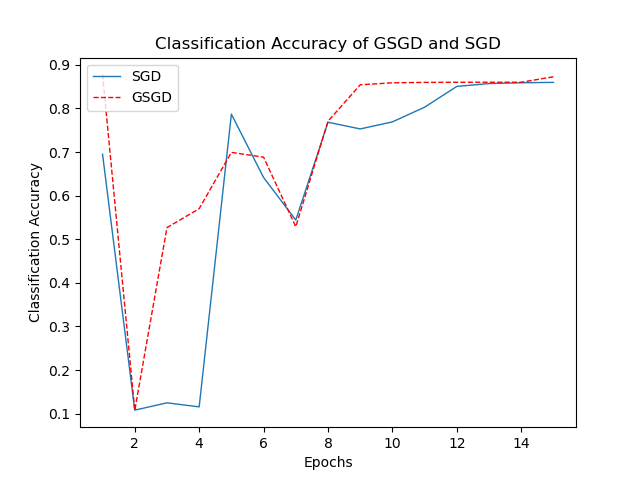 Classification Accuracy of GSGD and SGD
SGD
GSGD
Classification Accuracy
0.9
0.8
0.7
0.6
0.5
0.4
0.3
0.2
0.1
2 4 6 8 10 12 14
Epochs